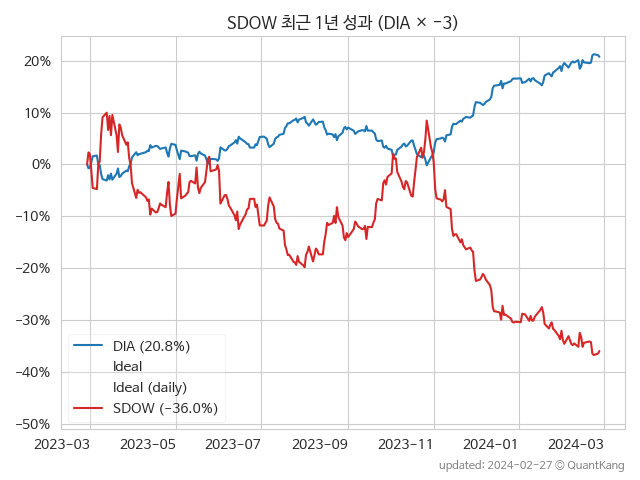 SDOW 최근 1년 성과 (DIA × -3)
20%
10%
0%
-10%
-20%
-30%
-40%
-50%
DIA (20.8%)
Ideal
Ideal (daily)
SDOW (-36.0%)
2023-03 2023-05 2023-07 2023-09 2023-11 2024-01 2024-03
updated: 2024-02-27 © QuantKang